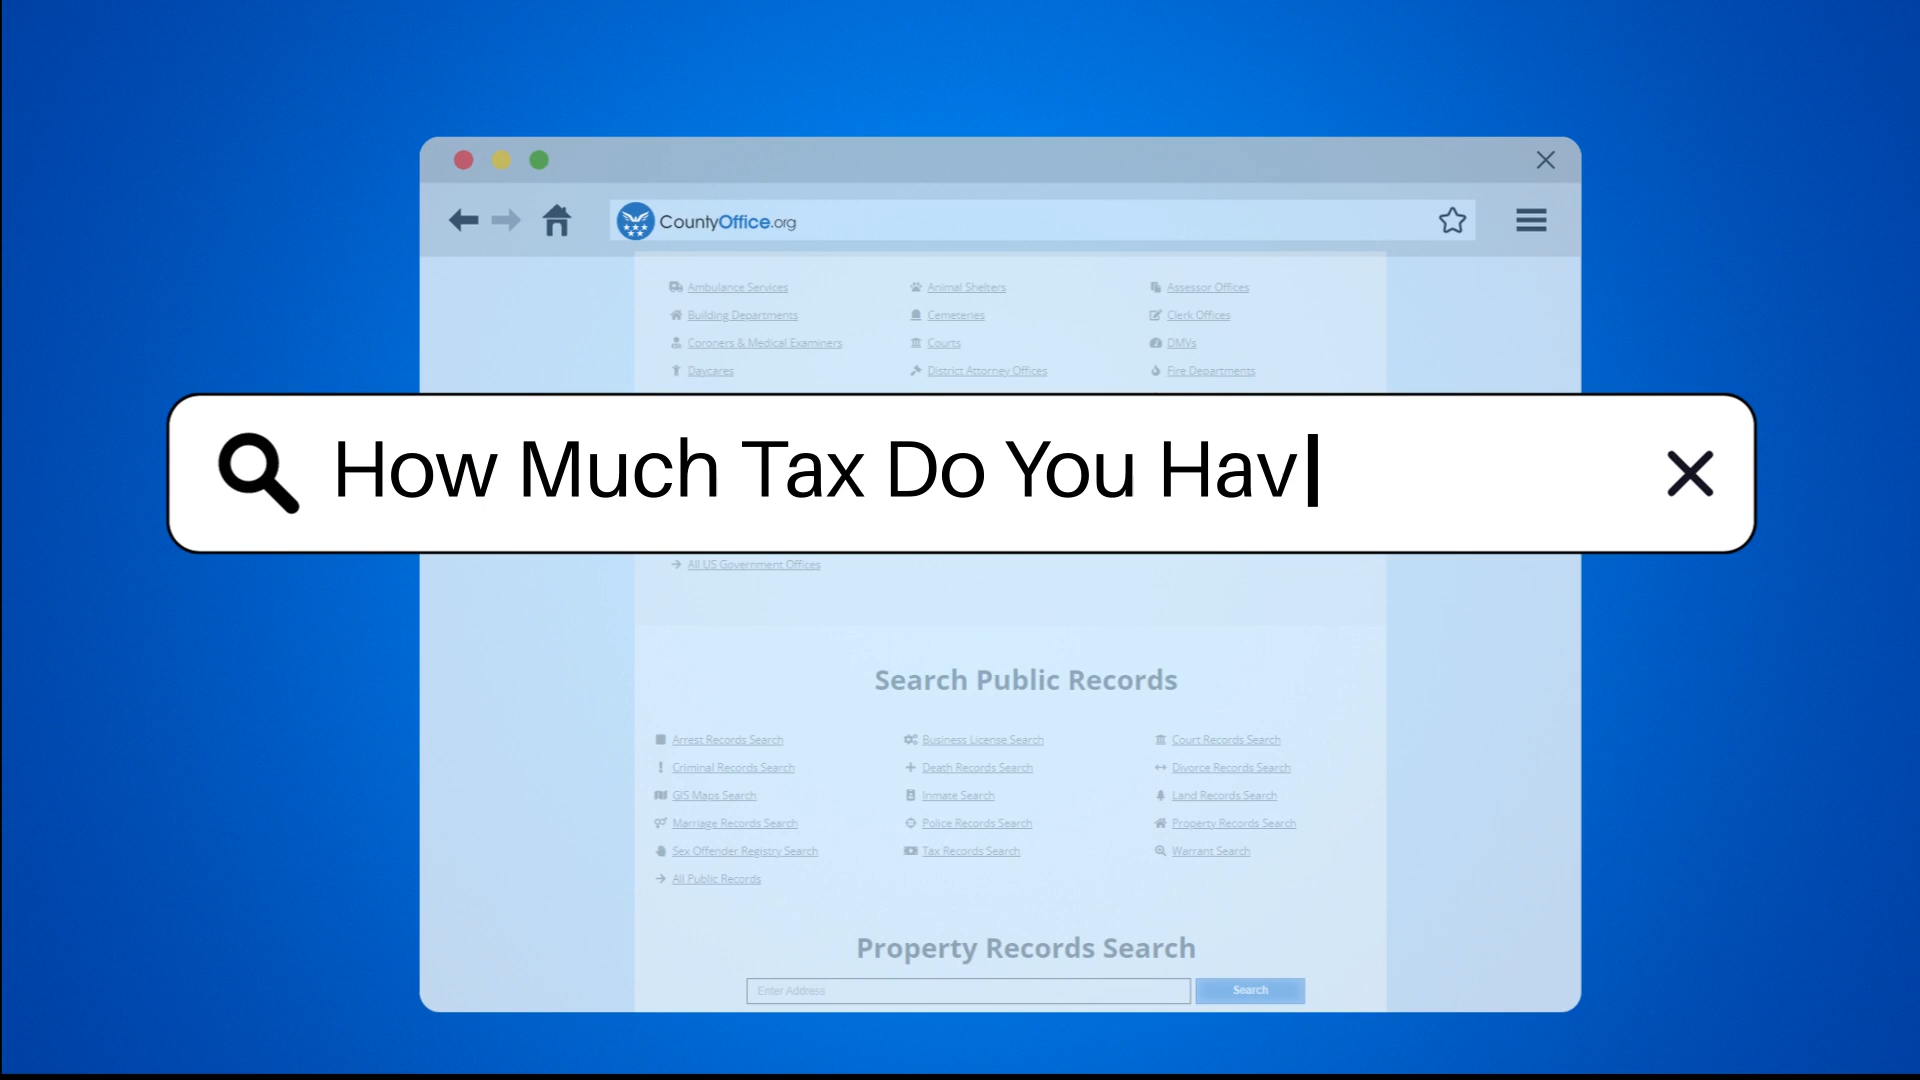 CountyOffice.org
Ambulance Services Animal Shelters Assessor Offices
Building Departments Cemeteries Clerk Offices
Coroners & Medical Examiners Courts DMVs
Daycares District Attorney Offices Fire Departments
How Much Tax Do You Hav
All US Government Offices
Search Public Records
Arrest Records Search Business License Search Court Records Search
Criminal Records Search Death Records Search Divorce Records Search
GIS Maps Search Inmate Search Land Records Search
Marriage Records Search Police Records Search Property Records Search
Sex Offender Registry Search Tax Records Search Warrant Search
All Public Records
Property Records Search
Enter Address Search